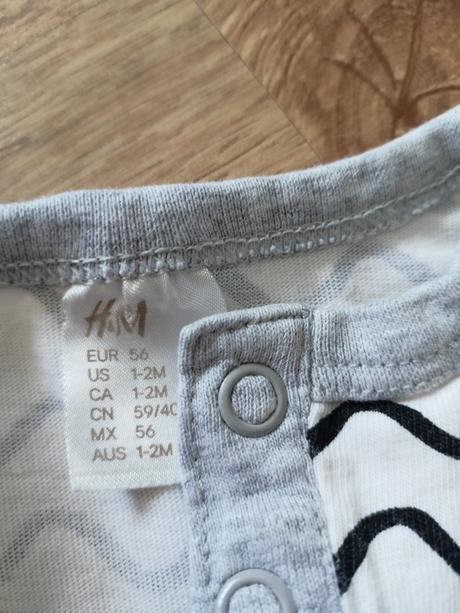 H&M
EUR 56
US 1-2M
CA 1-2M
CN 59/40
MX 56
AUS 1-2M